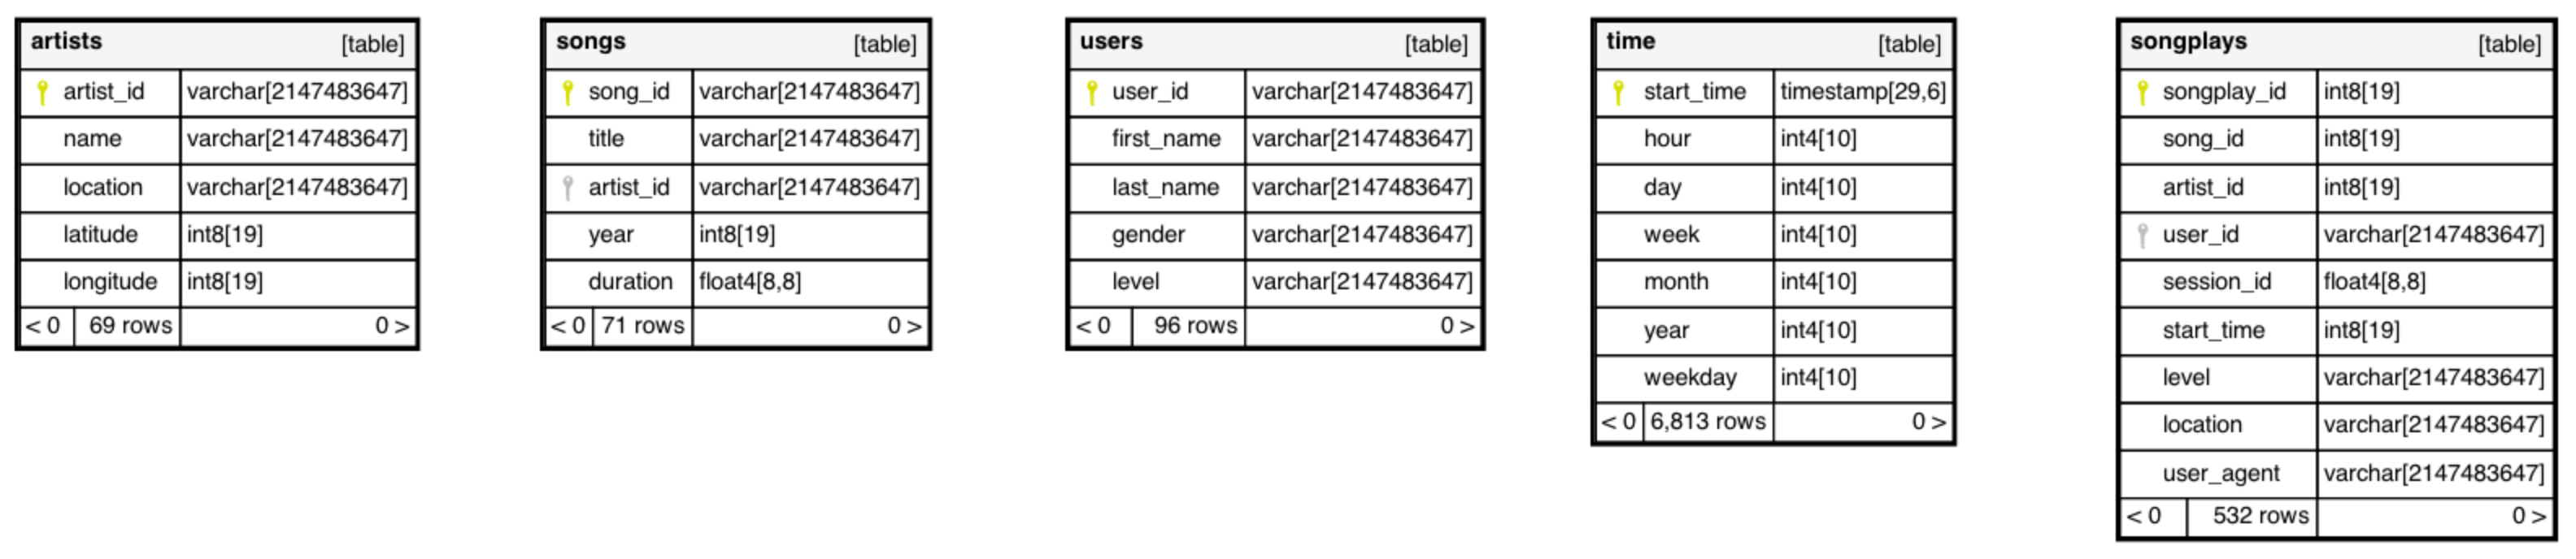 artists [table]
artist_id varchar[2147483647]
name varchar[2147483647]
location varchar[2147483647]
latitude int8[19]
longitude int8[19]
< 0 69 rows 0 >
songs [table]
song_id varchar[2147483647]
title varchar[2147483647]
artist_id varchar[2147483647]
year int8[19]
duration float4[8,8]
< 0 71 rows 0 >
users [table]
user_id varchar[2147483647]
first_name varchar[2147483647]
last_name varchar[2147483647]
gender varchar[2147483647]
level varchar[2147483647]
< 0 96 rows 0 >
time [table]
start_time timestamp[29,6]
hour int4[10]
day int4[10]
week int4[10]
month int4[10]
year int4[10]
weekday int4[10]
< 0 6,813 rows 0 >
songplays [table]
songplay_id int8[19]
song_id int8[19]
artist_id int8[19]
user_id varchar[2147483647]
session_id float4[8,8]
start_time int8[19]
level varchar[2147483647]
location varchar[2147483647]
user_agent varchar[2147483647]
< 0 532 rows 0 >